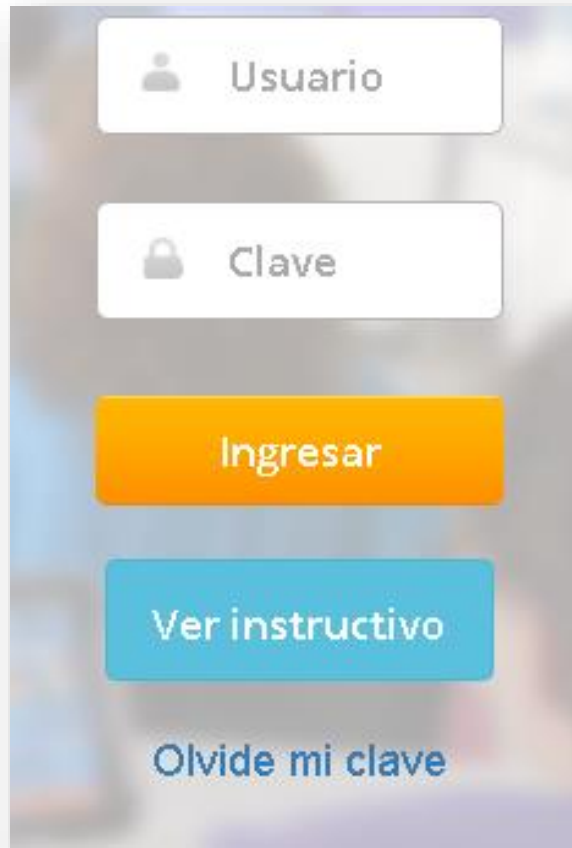 Usuario
Clave
Ingresar
Ver instructivo
Olvide mi clave